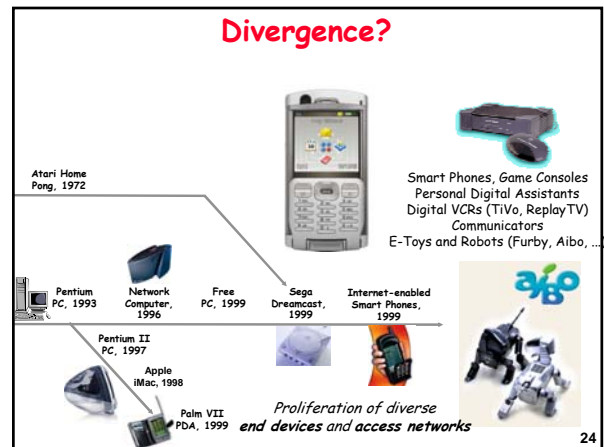 Divergence?
Atari Home
Pong, 1972
Smart Phones, Game Consoles
Personal Digital Assistants
Digital VCRs (TiVo, ReplayTV)
Communicators
E-Toys and Robots (Furby, Aibo, ...)
Pentium
PC, 1993
Network
Computer,
1996
Free
PC, 1999
Sega
Dreamcast,
1999
Internet-enabled
Smart Phones,
1999
Pentium II
PC, 1997
Apple
iMac, 1998
Palm VII
PDA, 1999
Proliferation of diverse
end devices and access networks
aiBO
24